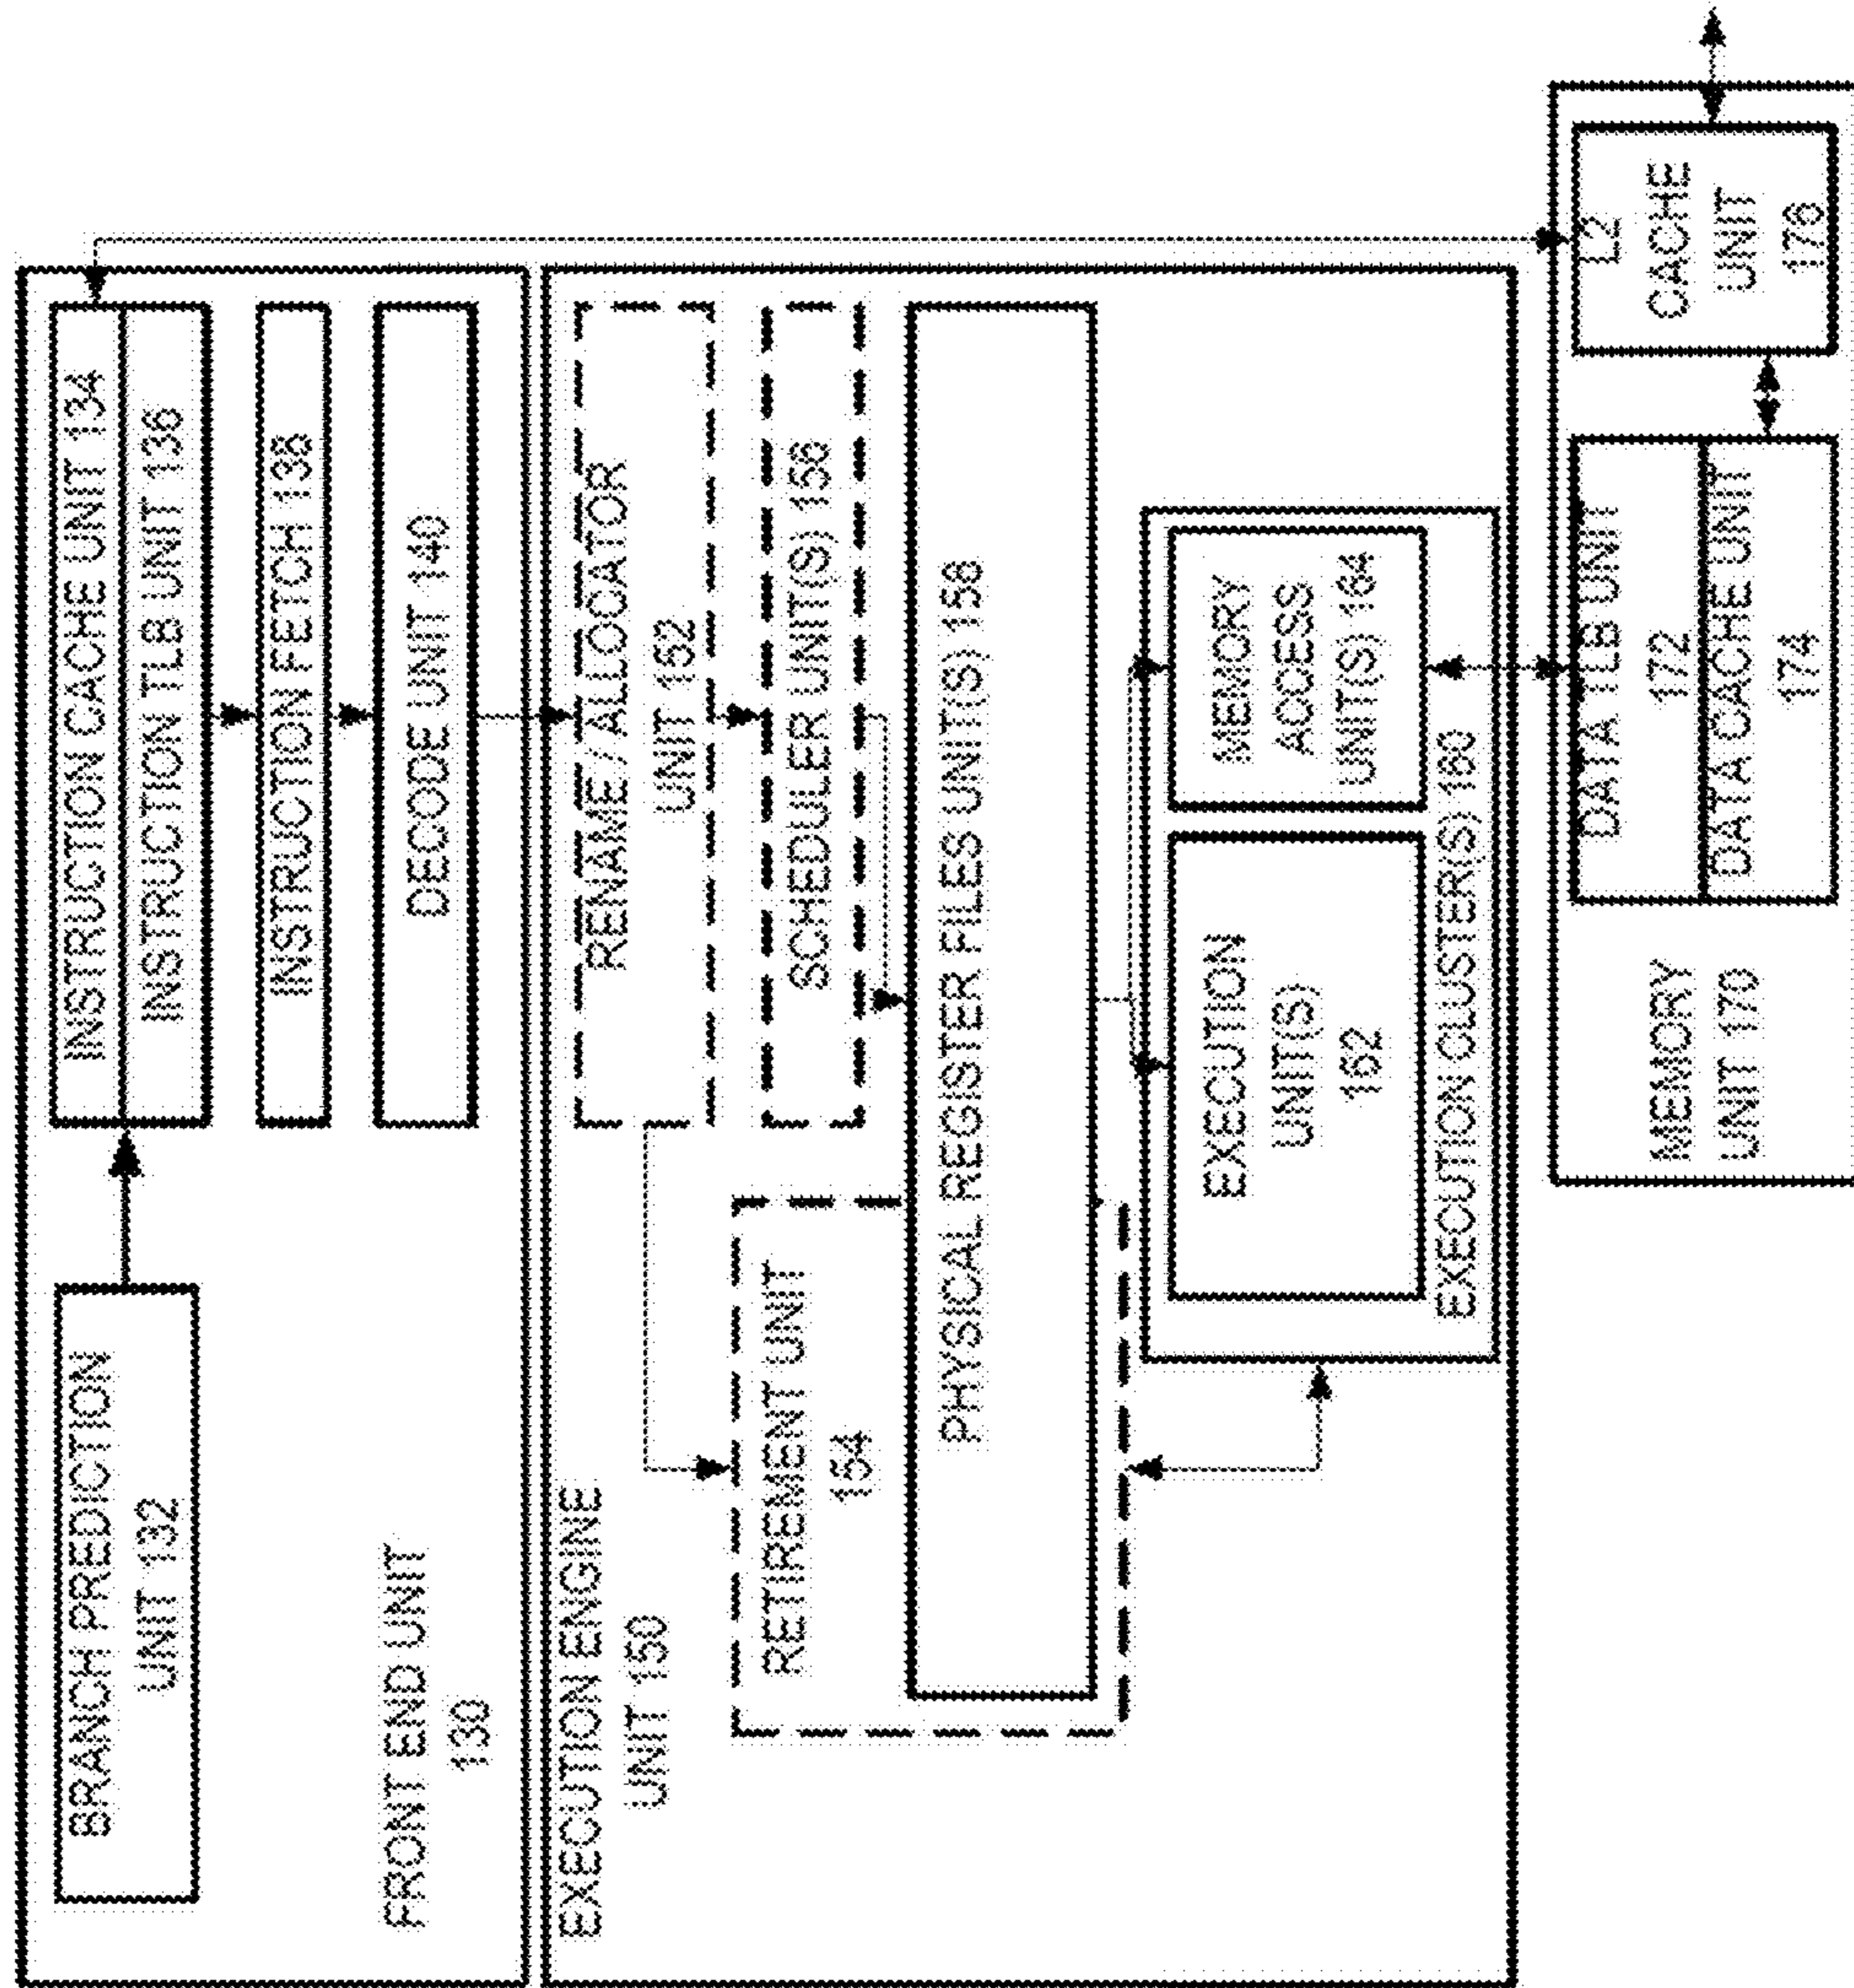 BRANCH PREDICTION
UNIT 132
INSTRUCTION CACHE UNIT 134
INSTRUCTION TLB UNIT 136
INSTRUCTION FETCH 138
DECODE UNIT 140
FRONT END UNIT
130
EXECUTION ENGINE
UNIT 150
RENAME / ALLOCATOR
UNIT 152
RETIREMENT UNIT
154
SCHEDULER UNIT(S) 156
PHYSICAL REGISTER FILES UNIT(S) 158
EXECUTION
UNIT(S)
162
MEMORY
ACCESS
UNIT(S) 164
EXECUTION CLUSTER(S) 160
MEMORY
UNIT 170
DATA TLB UNIT
172
DATA CACHE UNIT
174
L2
CACHE
UNIT
176